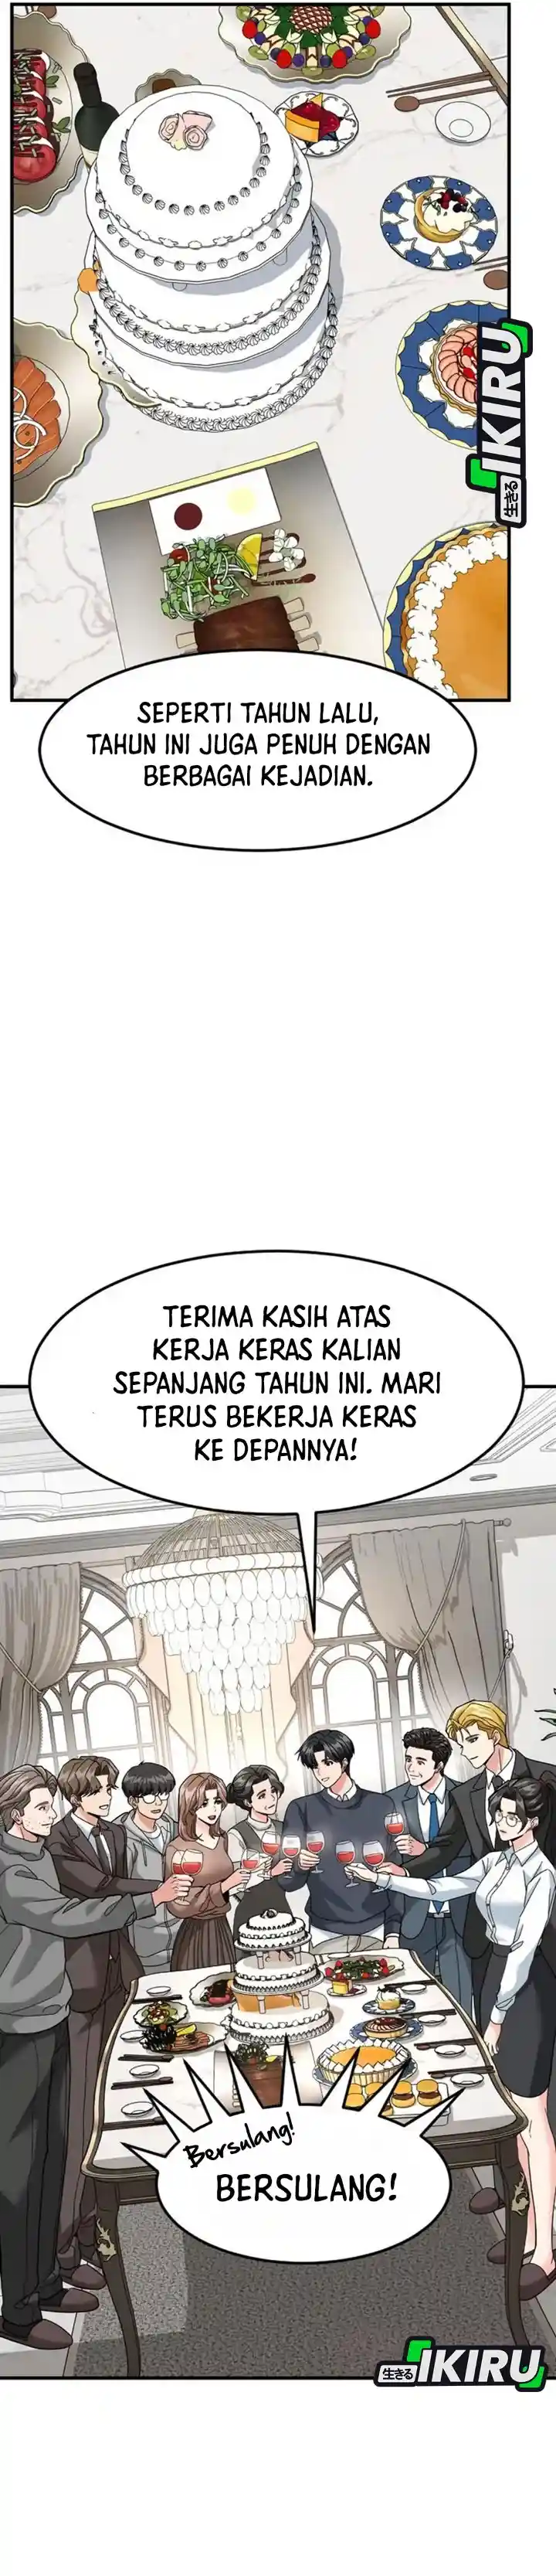 生きる IKIRU
SEPERTI TAHUN LALU,
TAHUN INI JUGA PENUH DENGAN
BERBAGAI KEJADIAN.
TERIMA KASIH ATAS
KERJA KERAS KALIAN
SEPANJANG TAHUN INI. MARI
TERUS BEKERJA KERAS
KE DEPANNYA!
Bersulang!
BERSULANG!
生きる IKIRU